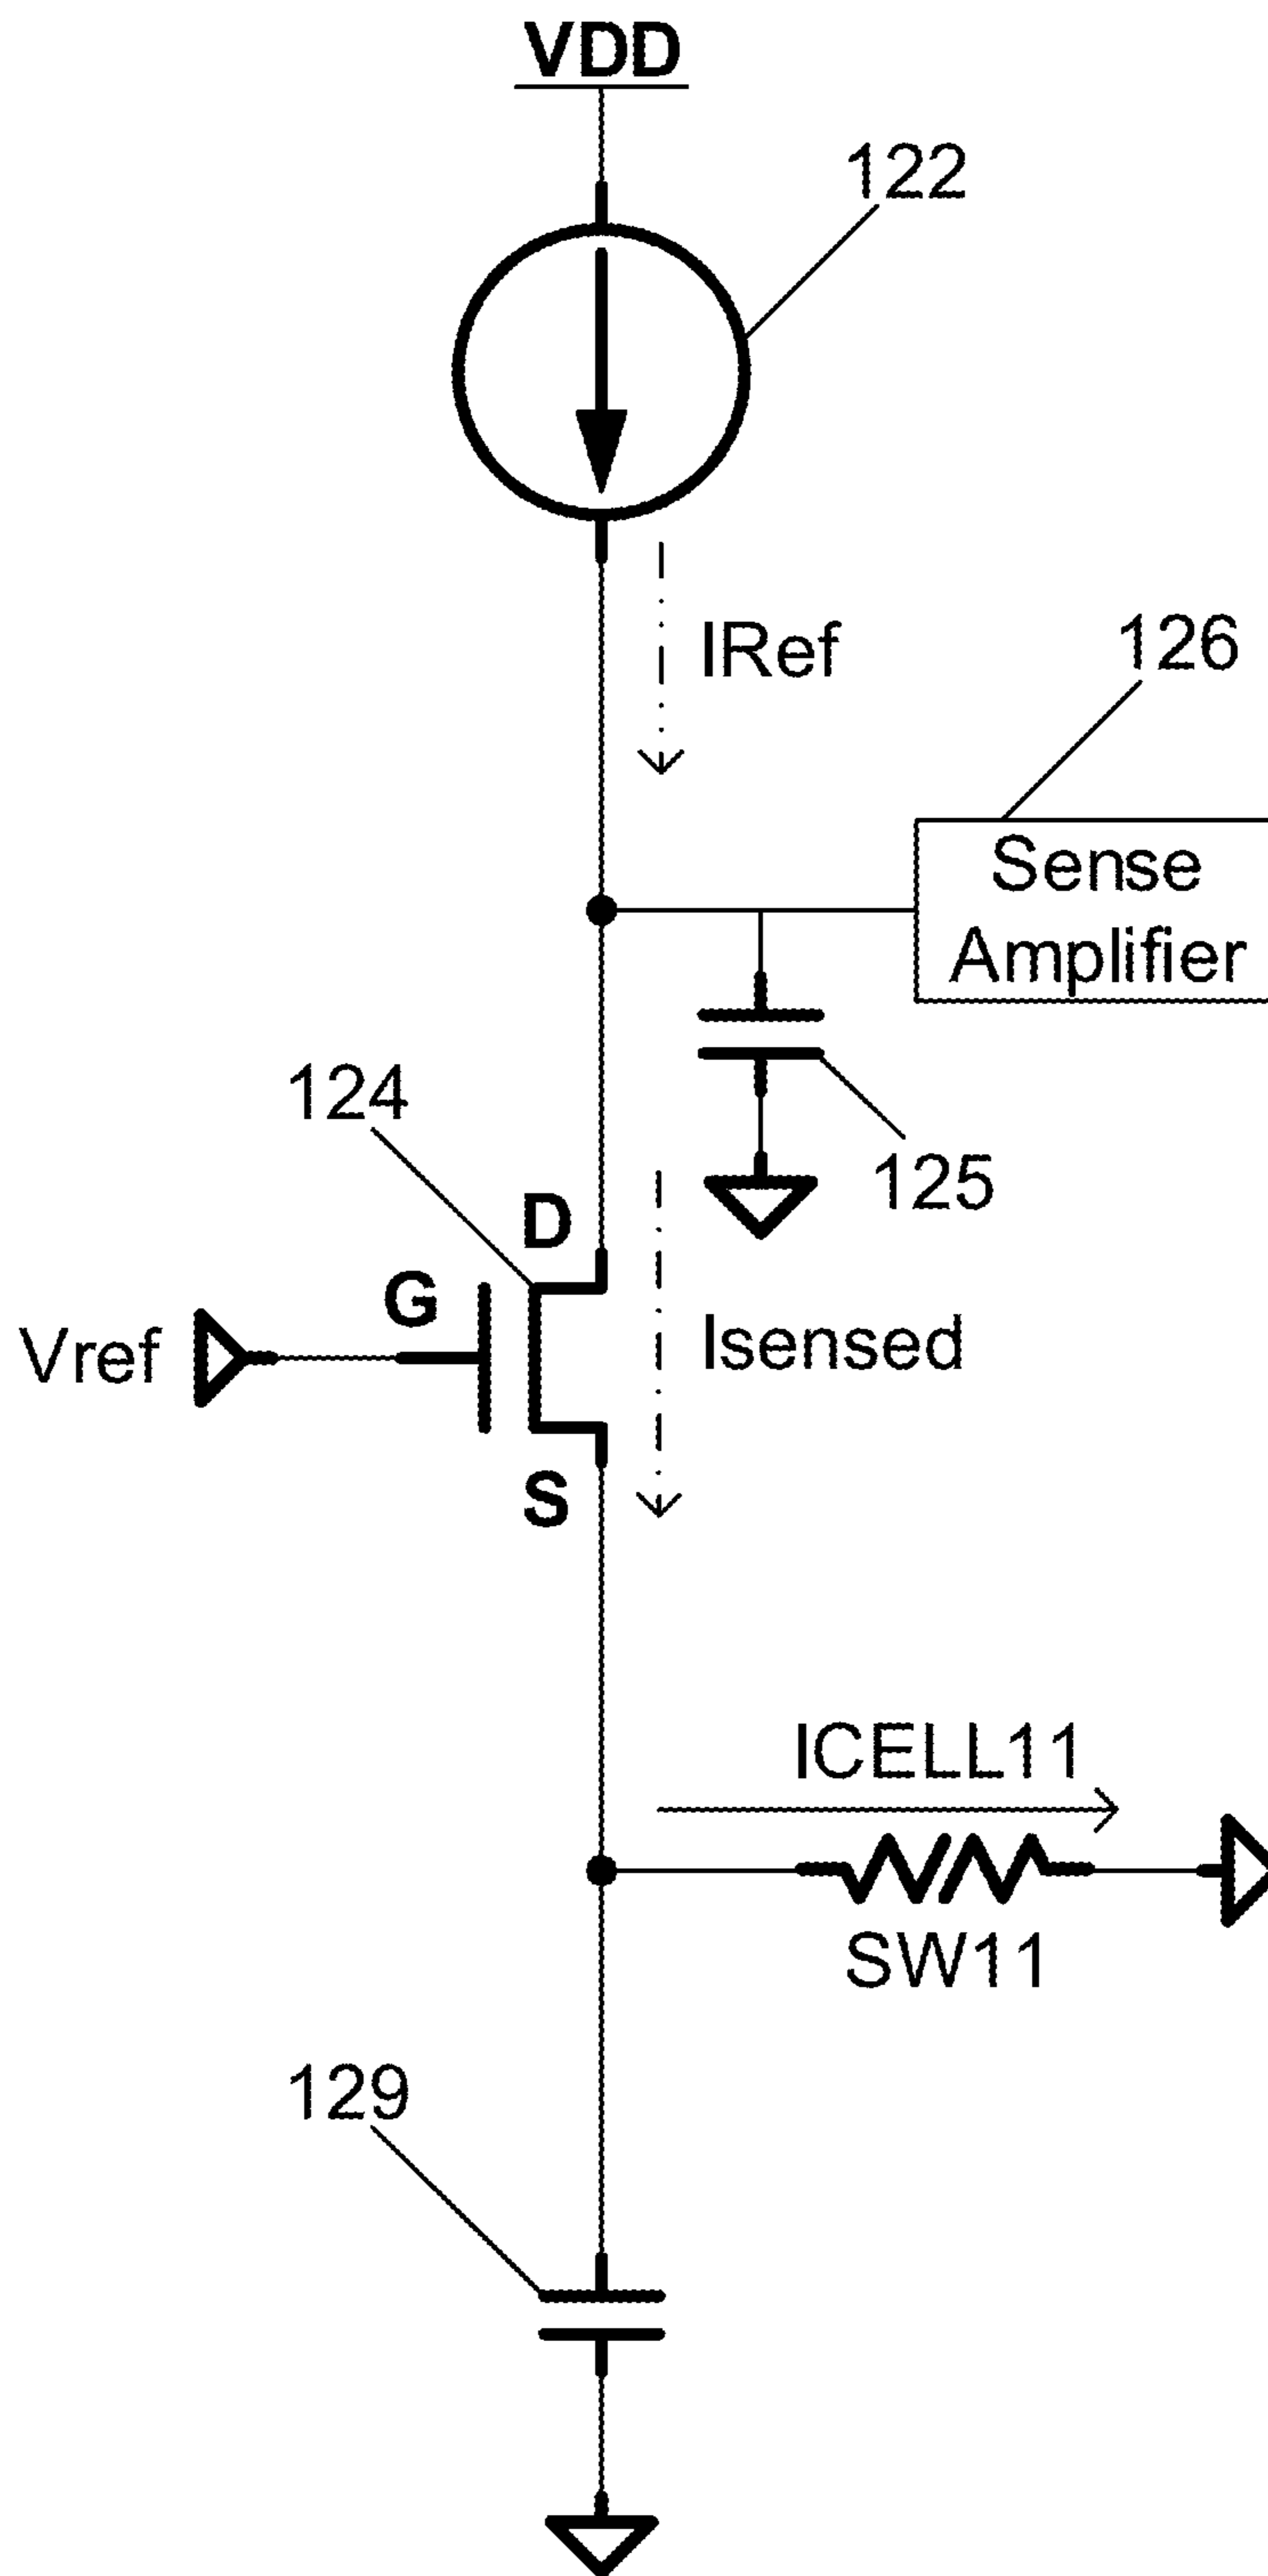 VDD
122
IRef
126
Sense
Amplifier
124
125
D
G
Vref
Isensed
S
ICELL11
SW11
129